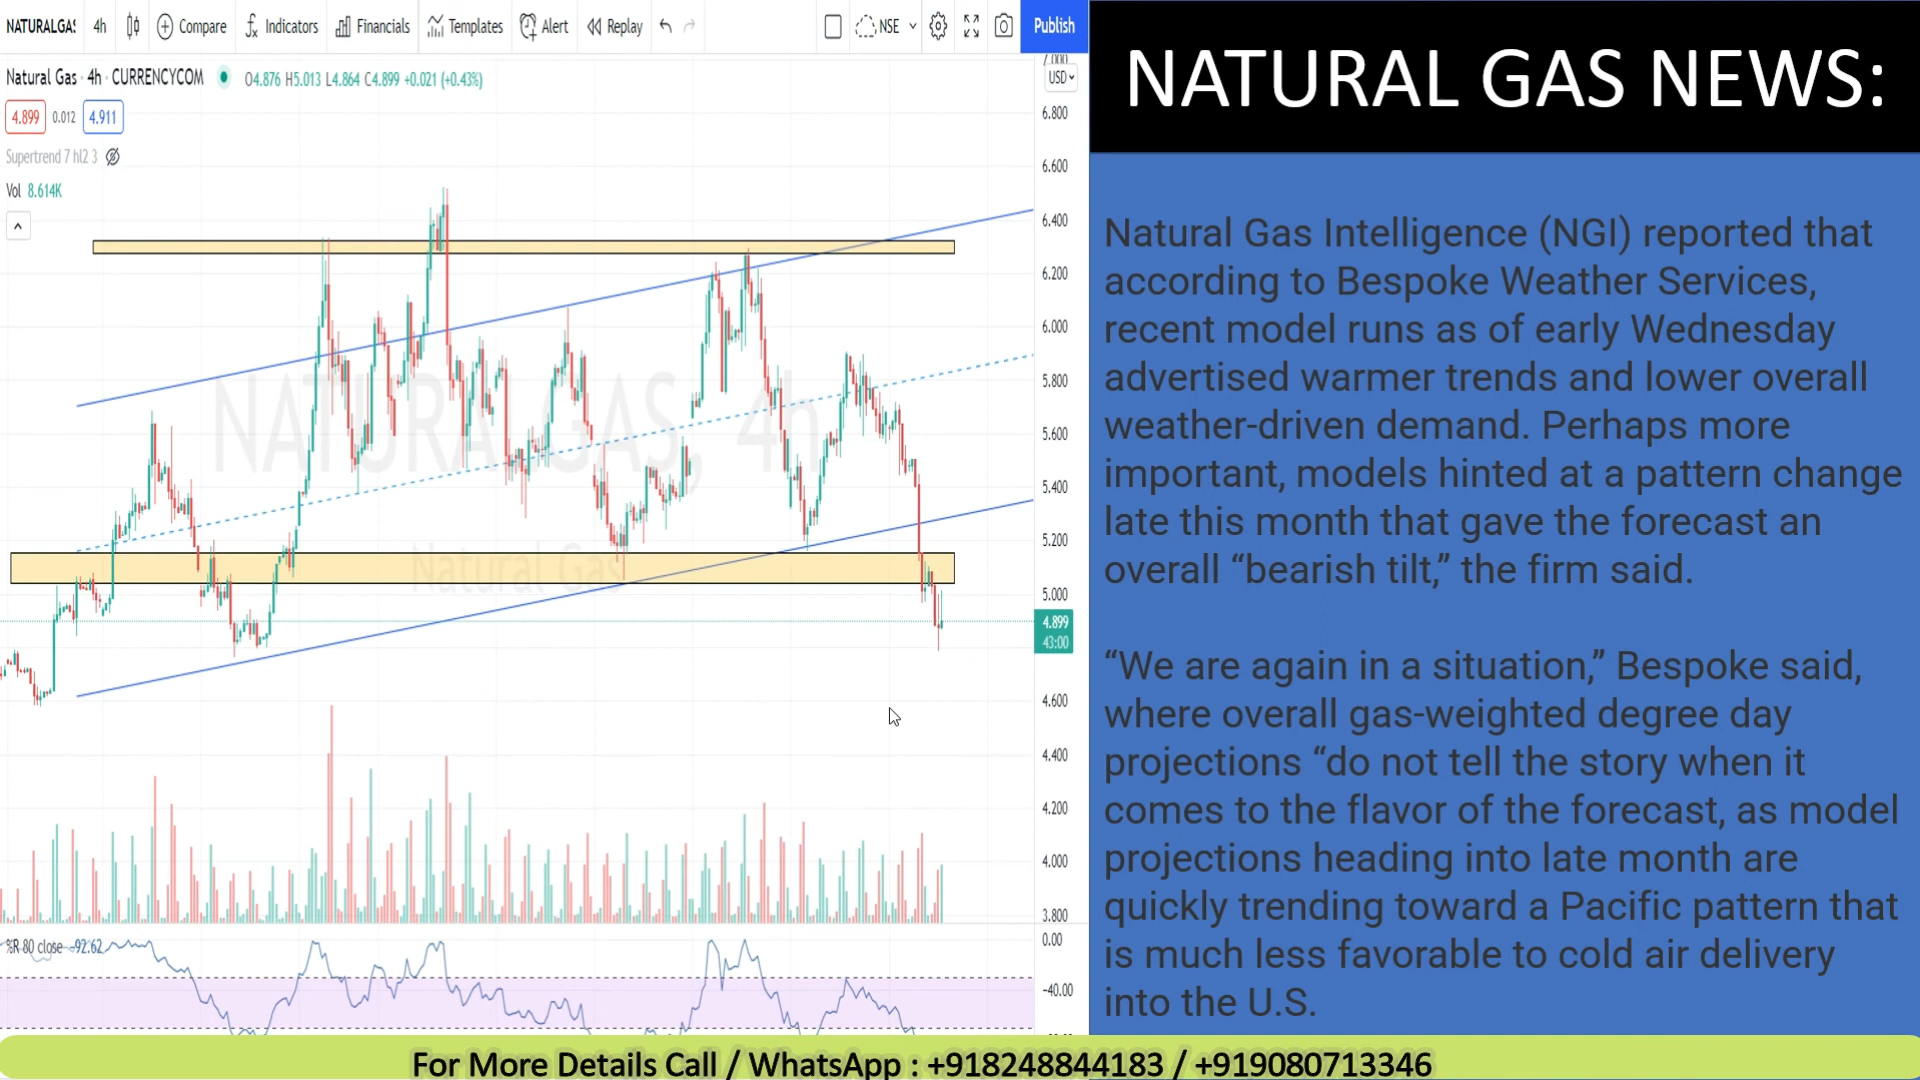 NATURALGAS
4h
Compare
Indicators
Financials
Templates
Alert
Replay
NSE
Publish
NATURAL GAS NEWS:
Natural Gas · 4h · CURRENCYCOM
O4.876 H5.013 L4.864 C4.899 +0.021 (+0.43%)
USD
4.899 0.012 4.911
Supertrend 7 hl2 3
Vol 8.614K
7.000
6.800
6.600
6.400
6.200
6.000
5.800
5.600
5.400
5.200
5.000
4.899
43:00
4.600
4.400
4.200
4.000
3.800
NATURALGAS, 4h
Natural Gas
%R 80 close -92.62
0.00
-40.00
Natural Gas Intelligence (NGI) reported that
according to Bespoke Weather Services,
recent model runs as of early Wednesday
advertised warmer trends and lower overall
weather-driven demand. Perhaps more
important, models hinted at a pattern change
late this month that gave the forecast an
overall “bearish tilt,” the firm said.
“We are again in a situation,” Bespoke said,
where overall gas-weighted degree day
projections “do not tell the story when it
comes to the flavor of the forecast, as model
projections heading into late month are
quickly trending toward a Pacific pattern that
is much less favorable to cold air delivery
into the U.S.
For More Details Call / WhatsApp : +918248844183 / +919080713346